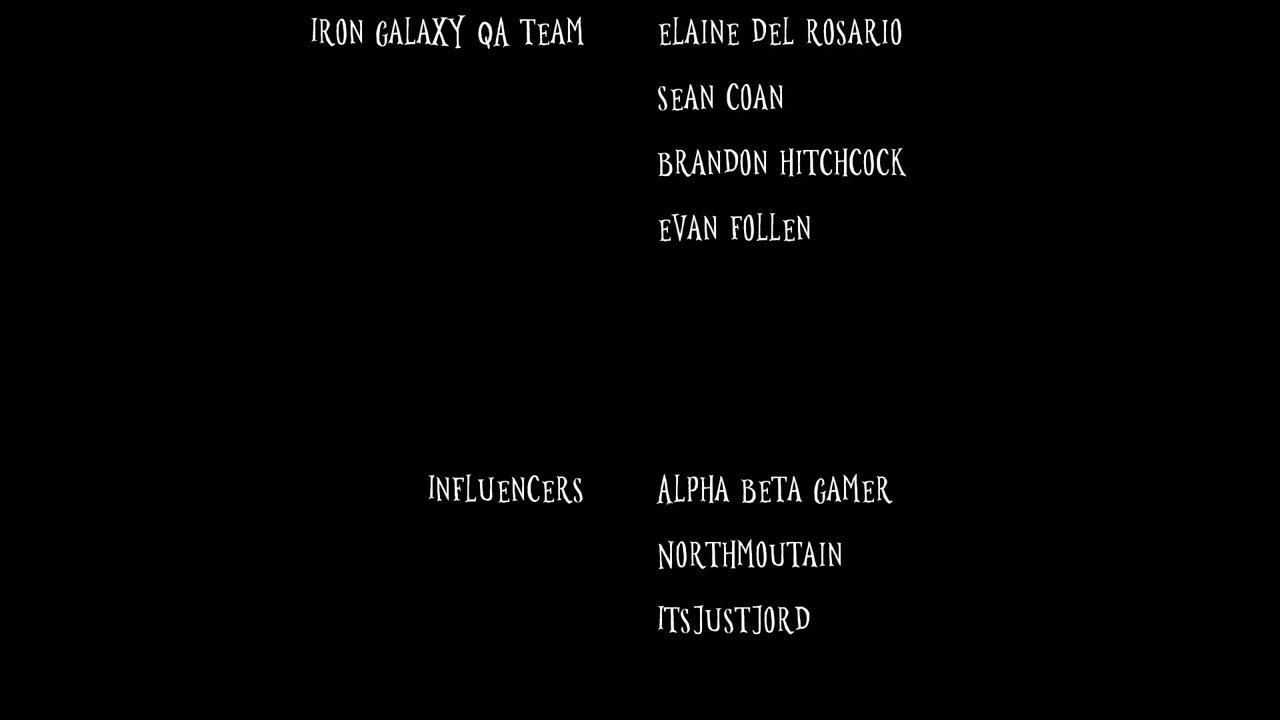 IRON GALAXY QA TEAM ELAINE DEL ROSARIO
SEAN COAN
BRANDON HITCHCOCK
EVAN FOLLEN
INFLUENCERS ALPHA BETA GAMER
NORTHMOUTAIN
ITSJUSTJORD